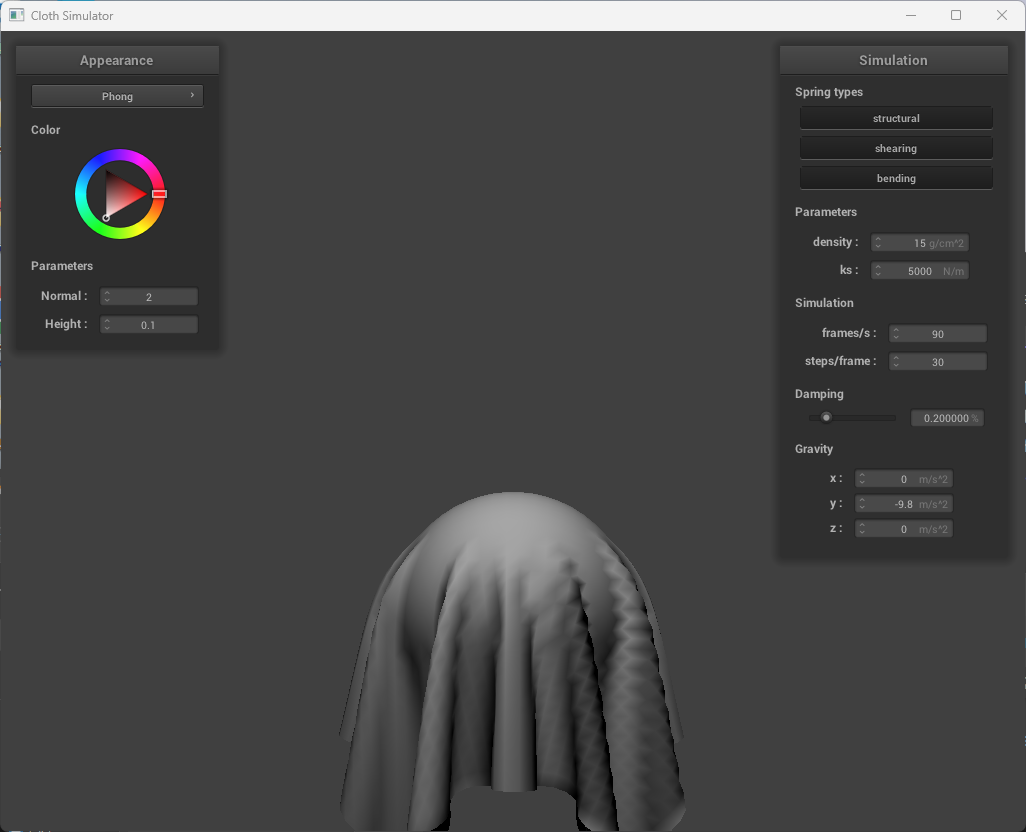 Cloth Simulator
Appearance
Phong
Color
Parameters
Normal : 2
Height : 0.1
Simulation
Spring types
structural
shearing
bending
Parameters
density : 15 g/cm^2
ks : 5000 N/m
Simulation
frames/s : 90
steps/frame : 30
Damping
0.200000 %
Gravity
x : 0 m/s^2
y : -9.8 m/s^2
z : 0 m/s^2